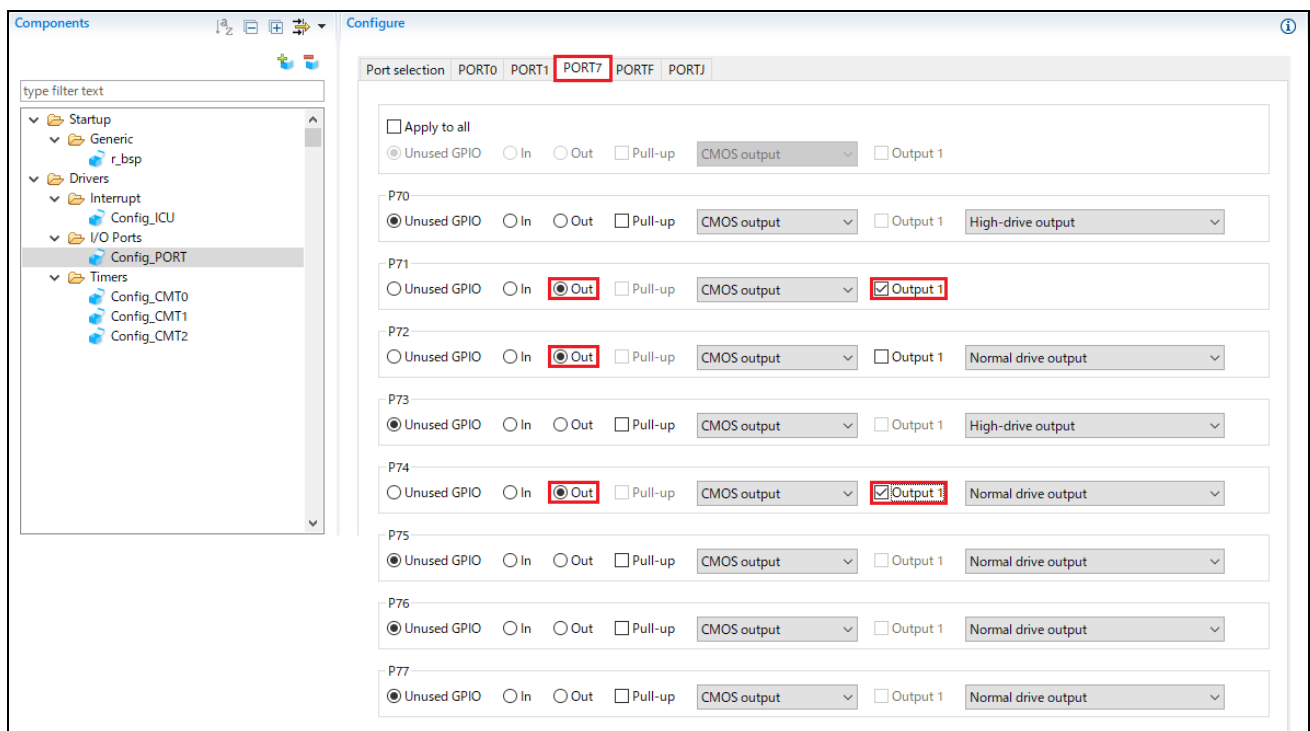 Components
Configure
type filter text
Startup
Generic
r_bsp
Drivers
Interrupt
Config_ICU
I/O Ports
Config_PORT
Timers
Config_CMT0
Config_CMT1
Config_CMT2
Port selection PORT0 PORT1 PORT7 PORTF PORTJ
Apply to all
Unused GPIO In Out Pull-up CMOS output Output 1
P70
Unused GPIO In Out Pull-up CMOS output Output 1 High-drive output
P71
Unused GPIO In Out Pull-up CMOS output Output 1
P72
Unused GPIO In Out Pull-up CMOS output Output 1 Normal drive output
P73
Unused GPIO In Out Pull-up CMOS output Output 1 High-drive output
P74
Unused GPIO In Out Pull-up CMOS output Output 1 Normal drive output
P75
Unused GPIO In Out Pull-up CMOS output Output 1 Normal drive output
P76
Unused GPIO In Out Pull-up CMOS output Output 1 Normal drive output
P77
Unused GPIO In Out Pull-up CMOS output Output 1 Normal drive output